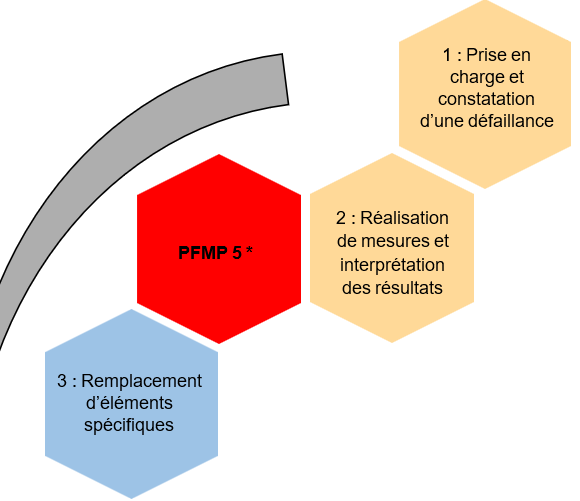 1 : Prise en
charge et
constatation
d’une défaillance
2 : Réalisation
de mesures et
interprétation
des résultats
PFMP 5 *
3 : Remplacement
d’éléments
spécifiques